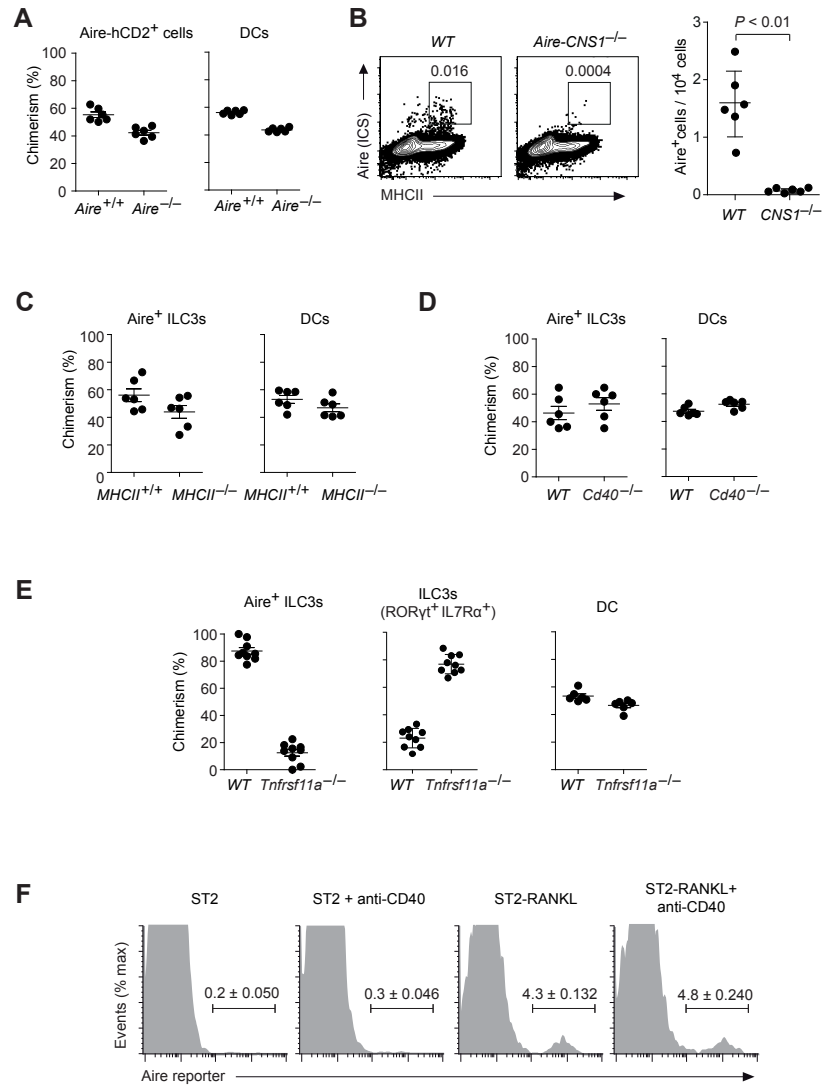 A
Aire-hCD2+ cells
DCs
Chimerism (%)
100
80
60
40
20
0
Aire+/+ Aire–/–
Aire+/+ Aire–/–
B
WT
Aire-CNS1–/–
0.016
0.0004
Aire (ICS)
MHCII
P < 0.01
Aire+cells / 10⁴ cells
3
2
1
0
WT CNS1–/–
C
Aire+ ILC3s
DCs
Chimerism (%)
100
80
60
40
20
0
MHCII+/+ MHCII–/–
MHCII+/+ MHCII–/–
D
Aire+ ILC3s
DCs
Chimerism (%)
100
80
60
40
20
0
WT Cd40–/–
WT Cd40–/–
E
Aire+ ILC3s
ILC3s
(RORγt+ IL7Rα+)
DC
Chimerism (%)
100
80
60
40
20
0
WT Tnfrsf11a–/–
WT Tnfrsf11a–/–
WT Tnfrsf11a–/–
F
ST2
ST2 + anti-CD40
ST2-RANKL
ST2-RANKL+
anti-CD40
Events (% max)
0.2 ± 0.050
0.3 ± 0.046
4.3 ± 0.132
4.8 ± 0.240
Aire reporter